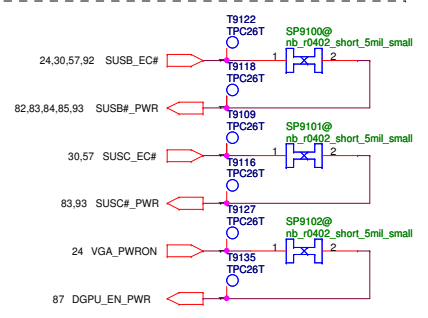 T9122
TPC26T
SP9100@
nb_r0402_short_5mil_small
24,30,57,92 SUSB_EC#
1 2
T9118
TPC26T
82,83,84,85,93 SUSB#_PWR
T9109
TPC26T
SP9101@
nb_r0402_short_5mil_small
30,57 SUSC_EC#
1 2
T9116
TPC26T
83,93 SUSC#_PWR
T9127
TPC26T
SP9102@
nb_r0402_short_5mil_small
24 VGA_PWRON
1 2
T9135
TPC26T
87 DGPU_EN_PWR